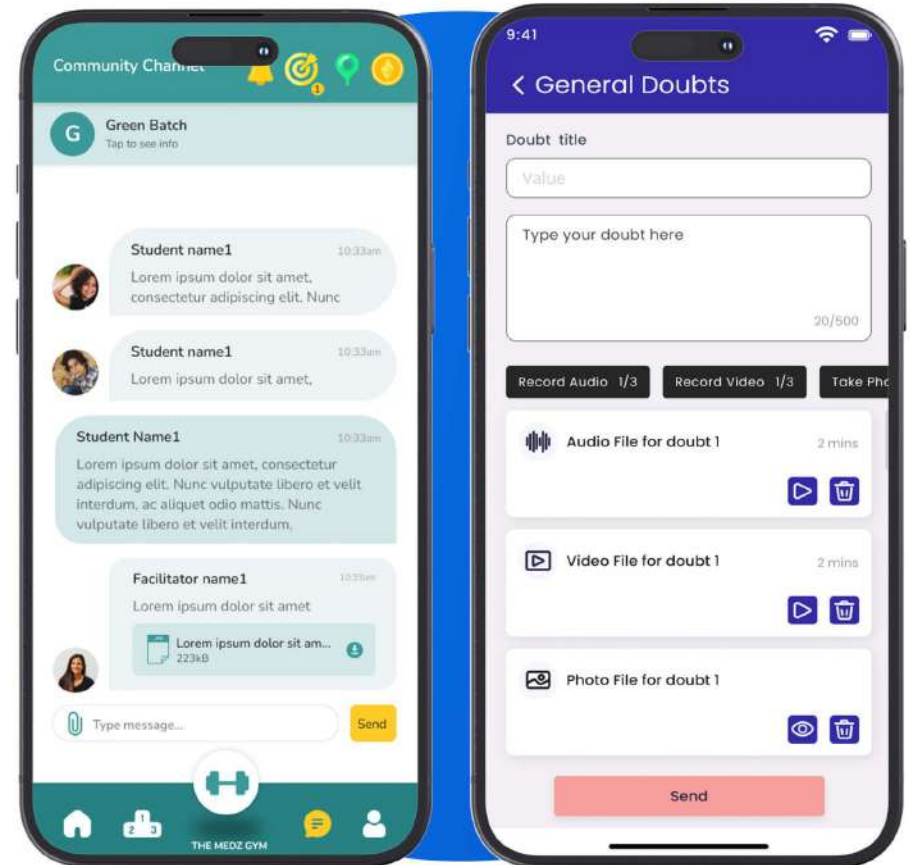 Community Channel
1
G
Green Batch
Tap to see info
Student name1
10:33am
Lorem ipsum dolor sit amet,
consectetur adipiscing elit. Nunc
Student name1
10:33am
Lorem ipsum dolor sit amet,
Student Name1
10:33am
Lorem ipsum dolor sit amet, consectetur
adipiscing elit. Nunc vulputate libero et velit
interdum, ac aliquet odio mattis. Nunc
vulputate libero et velit interdum,
Facilitator name1
10:33am
Lorem ipsum dolor sit amet
Lorem ipsum dolor sit am...
223kB
Type message...
Send
1
2 3
THE MEDZ GYM
9:41
General Doubts
Doubt title
Value
Type your doubt here
20/500
Record Audio 1/3
Record Video 1/3
Take Pho
Audio File for doubt 1
2 mins
Video File for doubt 1
2 mins
Photo File for doubt 1
Send